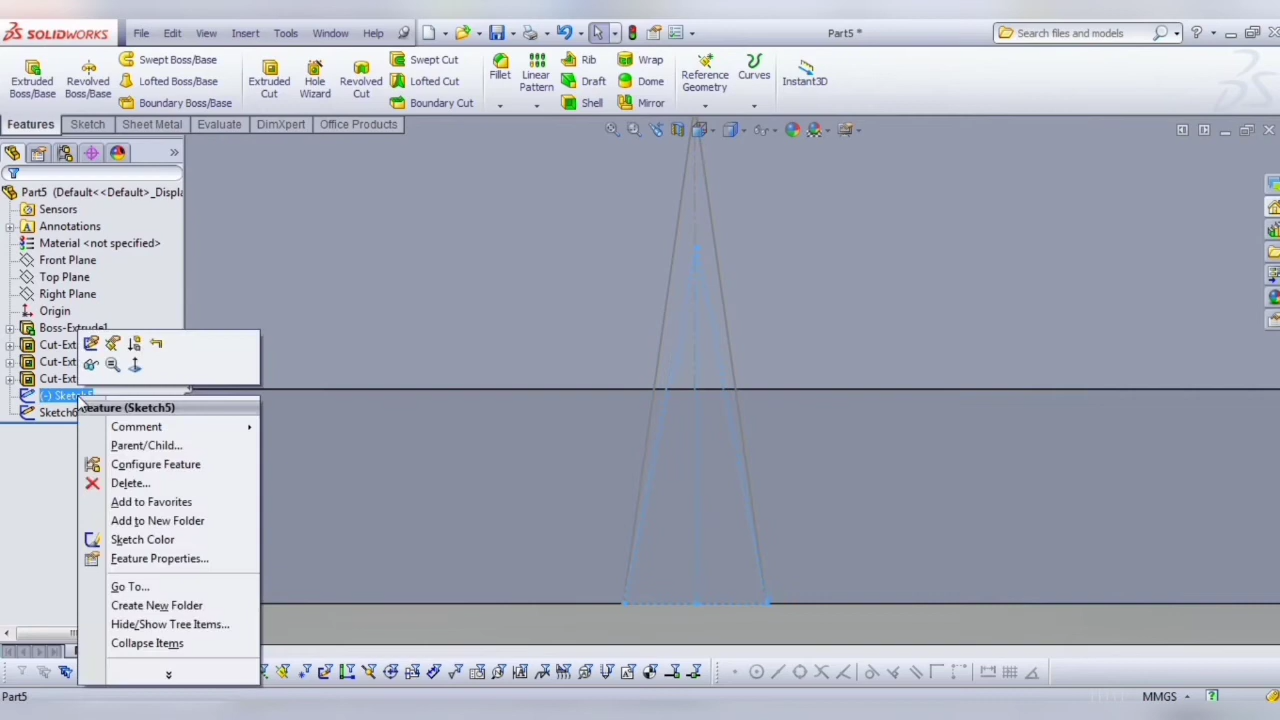 SOLIDWORKS File Edit View Insert Tools Window Help Part5 * Search files and models
Extruded Boss/Base
Revolved Boss/Base
Swept Boss/Base
Lofted Boss/Base
Boundary Boss/Base
Extruded Cut
Hole Wizard
Revolved Cut
Swept Cut
Lofted Cut
Boundary Cut
Fillet
Linear Pattern
Rib
Draft
Shell
Wrap
Dome
Mirror
Reference Geometry
Curves
Instant3D
Features Sketch Sheet Metal Evaluate DimXpert Office Products
Part5 (Default<<Default>_Displa
Sensors
Annotations
Material <not specified>
Front Plane
Top Plane
Right Plane
Origin
Boss-Extrude1
Cut-Ext
Cut-Ext
Cut-Ext
(-) Sketch5
Sketch6
Feature (Sketch5)
Comment
Parent/Child...
Configure Feature
Delete...
Add to Favorites
Add to New Folder
Sketch Color
Feature Properties...
Go To...
Create New Folder
Hide/Show Tree Items...
Collapse Items
Part5 MMGS